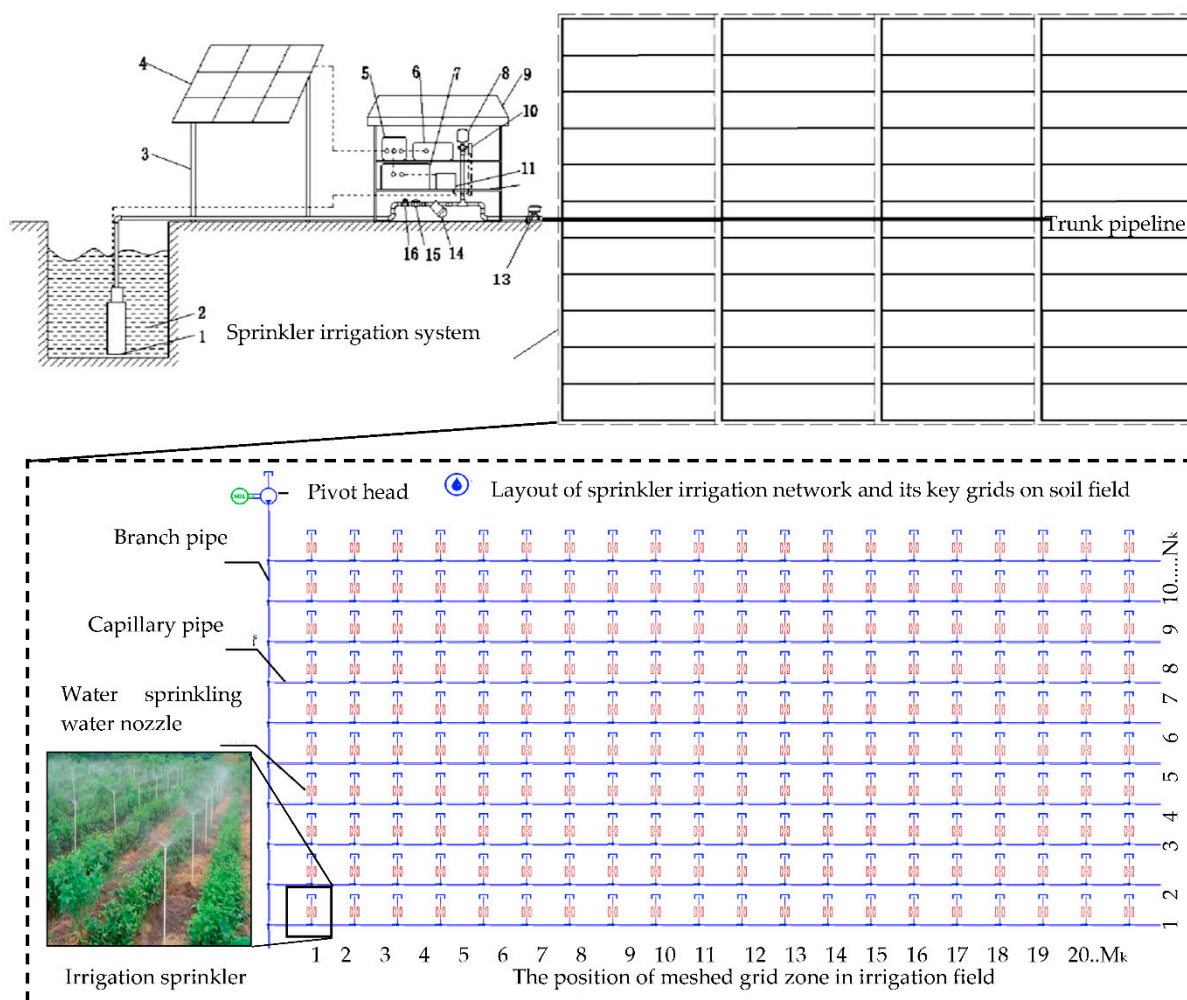 4
5
6
7
8
9
10
3
11
16
15
14
13
Trunk pipeline
2
1
Sprinkler irrigation system
Pivot head
Layout of sprinkler irrigation network and its key grids on soil field
Branch pipe
Capillary pipe
Water sprinkling
water nozzle
10.....Nk
9
8
7
6
5
4
3
2
1
1 2 3 4 5 6 7 8 9 10 11 12 13 14 15 16 17 18 19 20..Mk
Irrigation sprinkler
The position of meshed grid zone in irrigation field